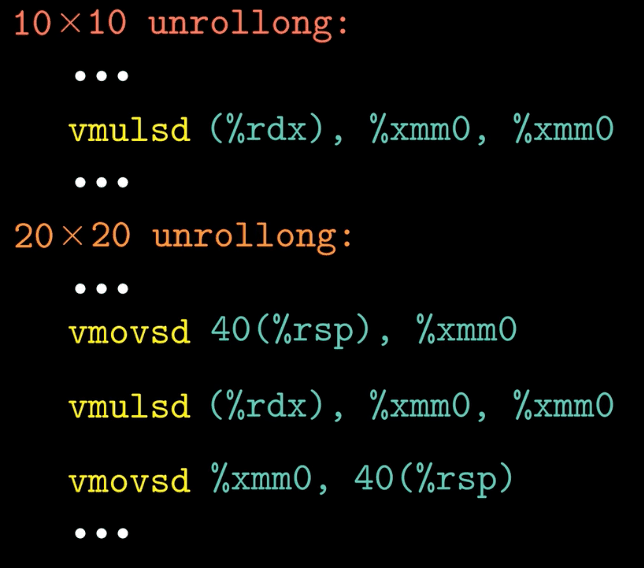 10×10 unrollong:
...
vmulsd (%rdx), %xmm0, %xmm0
...
20×20 unrollong:
...
vmovsd 40(%rsp), %xmm0
vmulsd (%rdx), %xmm0, %xmm0
vmovsd %xmm0, 40(%rsp)
...